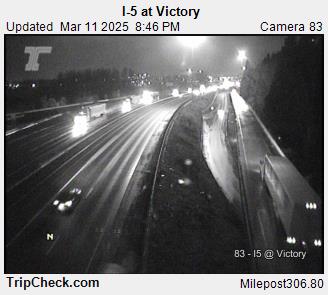 I-5 at Victory
Updated Mar 11 2025 8:46 PM Camera 83
T
N
83 - I5 @ Victory
TripCheck.com Milepost306.80